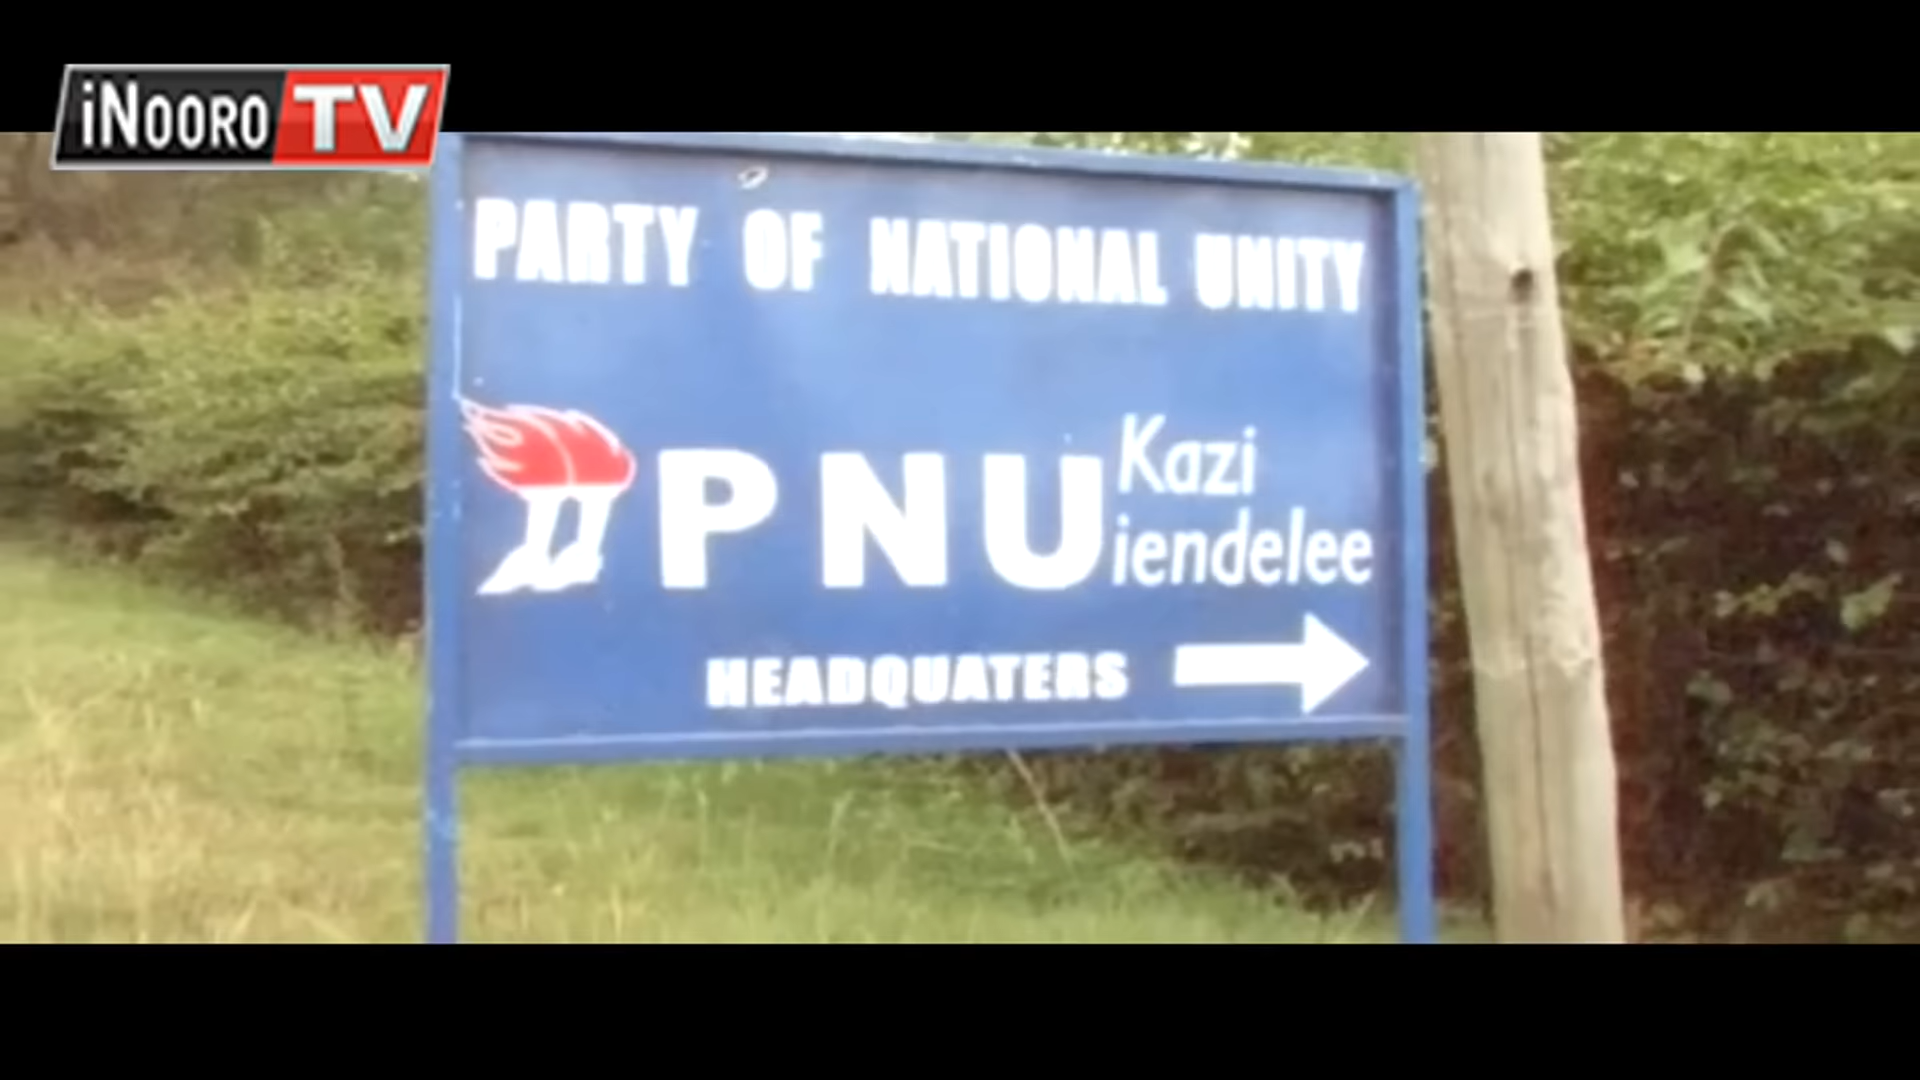 iNOORO TV
PARTY OF NATIONAL UNITY
PNU Kazi
iendelee
HEADQUATERS